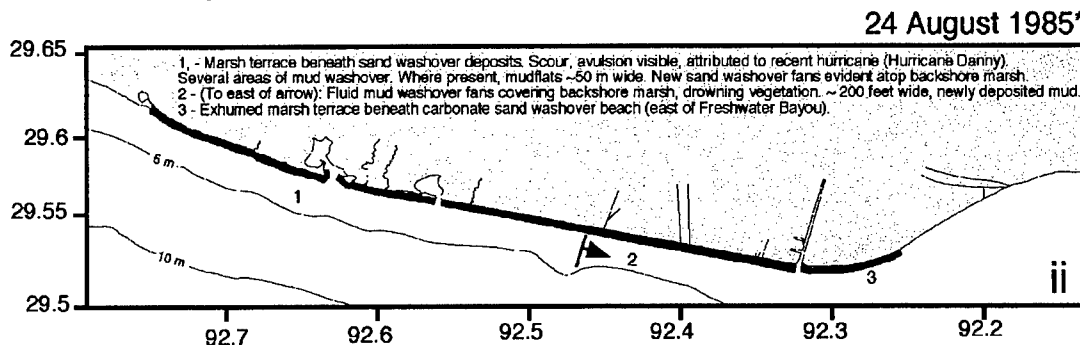 24 August 1985*
29.65
1, - Marsh terrace beneath sand washover deposits. Scour, avulsion visible, attributed to recent hurricane (Hurricane Danny).
Several areas of mud washover. Where present, mudflats ~50 m wide. New sand washover fans evident atop backshore marsh.
2 - (To east of arrow): Fluid mud washover fans covering backshore marsh, drowning vegetation. ~ 200 feet wide, newly deposited mud.
3 - Exhumed marsh terrace beneath carbonate sand washover beach (east of Freshwater Bayou).
29.6
5 m
1
29.55
2
10 m
3
ii
29.5
92.7 92.6 92.5 92.4 92.3 92.2